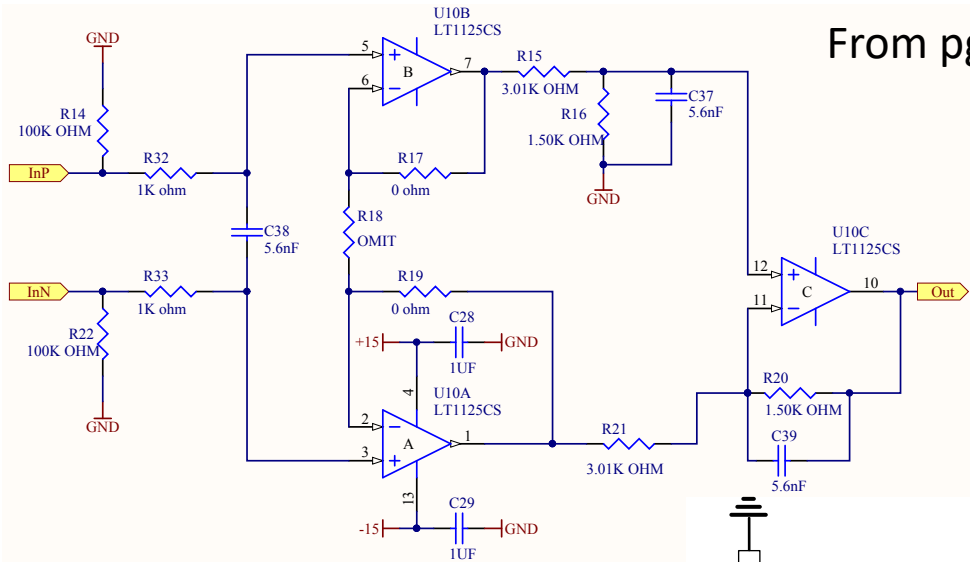 From pg
U10B
LT1125CS
GND
5
B
7
6
R15
3.01K OHM
R16
1.50K OHM
C37
5.6nF
GND
R14
100K OHM
InP
R32
1K ohm
R17
0 ohm
R18
OMIT
C38
5.6nF
InN
R33
1K ohm
R22
100K OHM
GND
R19
0 ohm
U10C
LT1125CS
12
C
10
11
Out
+15
C28
1UF
GND
4
U10A
LT1125CS
2
A
1
3
13
R21
3.01K OHM
R20
1.50K OHM
C39
5.6nF
-15
C29
1UF
GND